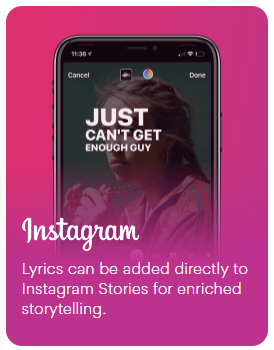 11:36
Cancel
Done
JUST
CAN'T GET
ENOUGH GUY
Instagram
Lyrics can be added directly to
Instagram Stories for enriched
storytelling.